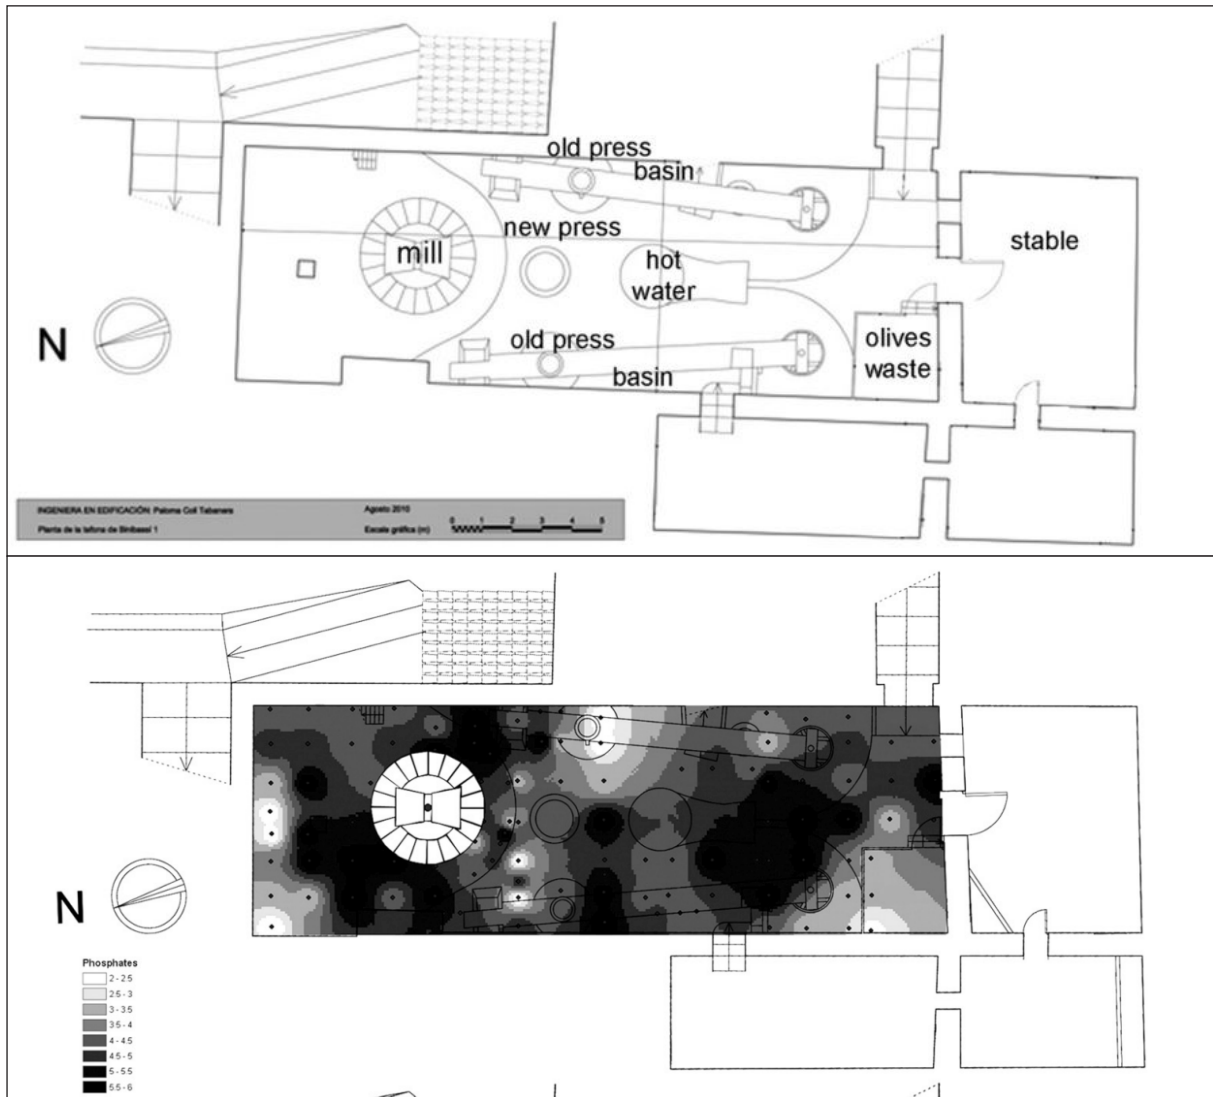 old press
basin
new press
mill
hot
water
stable
old press
basin
olives
waste
N
INGENIERA EN EDIFICACIÓN: Paloma Coll Tabanera
Agosto 2010
Planta de la tafona de Binibassí 1
Escala gráfica (m)
0 1 2 3 4 5
N
Phosphates
2 - 2.5
2.5 - 3
3 - 3.5
3.5 - 4
4 - 4.5
4.5 - 5
5 - 5.5
5.5 - 6